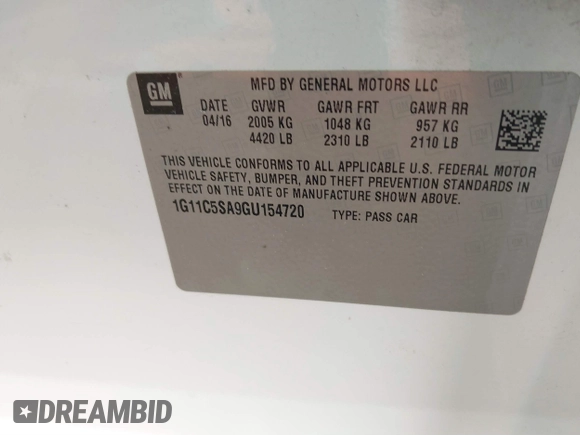 GM
MFD BY GENERAL MOTORS LLC
DATE GVWR GAWR FRT GAWR RR
04/16 2005 KG 1048 KG 957 KG
4420 LB 2310 LB 2110 LB
THIS VEHICLE CONFORMS TO ALL APPLICABLE U.S. FEDERAL MOTOR
VEHICLE SAFETY, BUMPER, AND THEFT PREVENTION STANDARDS IN
EFFECT ON THE DATE OF MANUFACTURE SHOWN ABOVE.
1G11C5SA9GU154720 TYPE: PASS CAR
DREAMBID